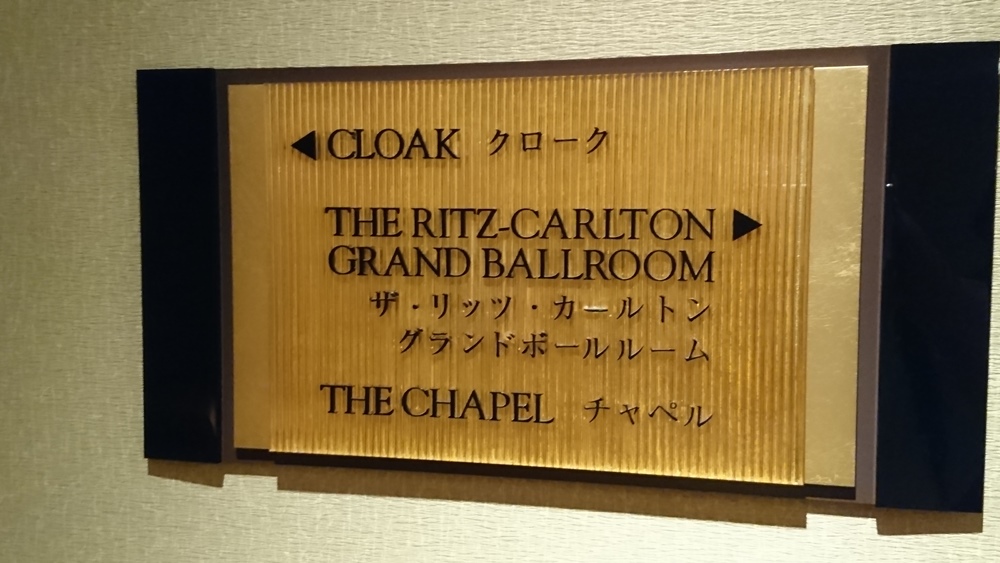 ◀ CLOAK クローク
THE RITZ-CARLTON ▶
GRAND BALLROOM
ザ・リッツ・カールトン
グランドボールルーム
THE CHAPEL チャペル